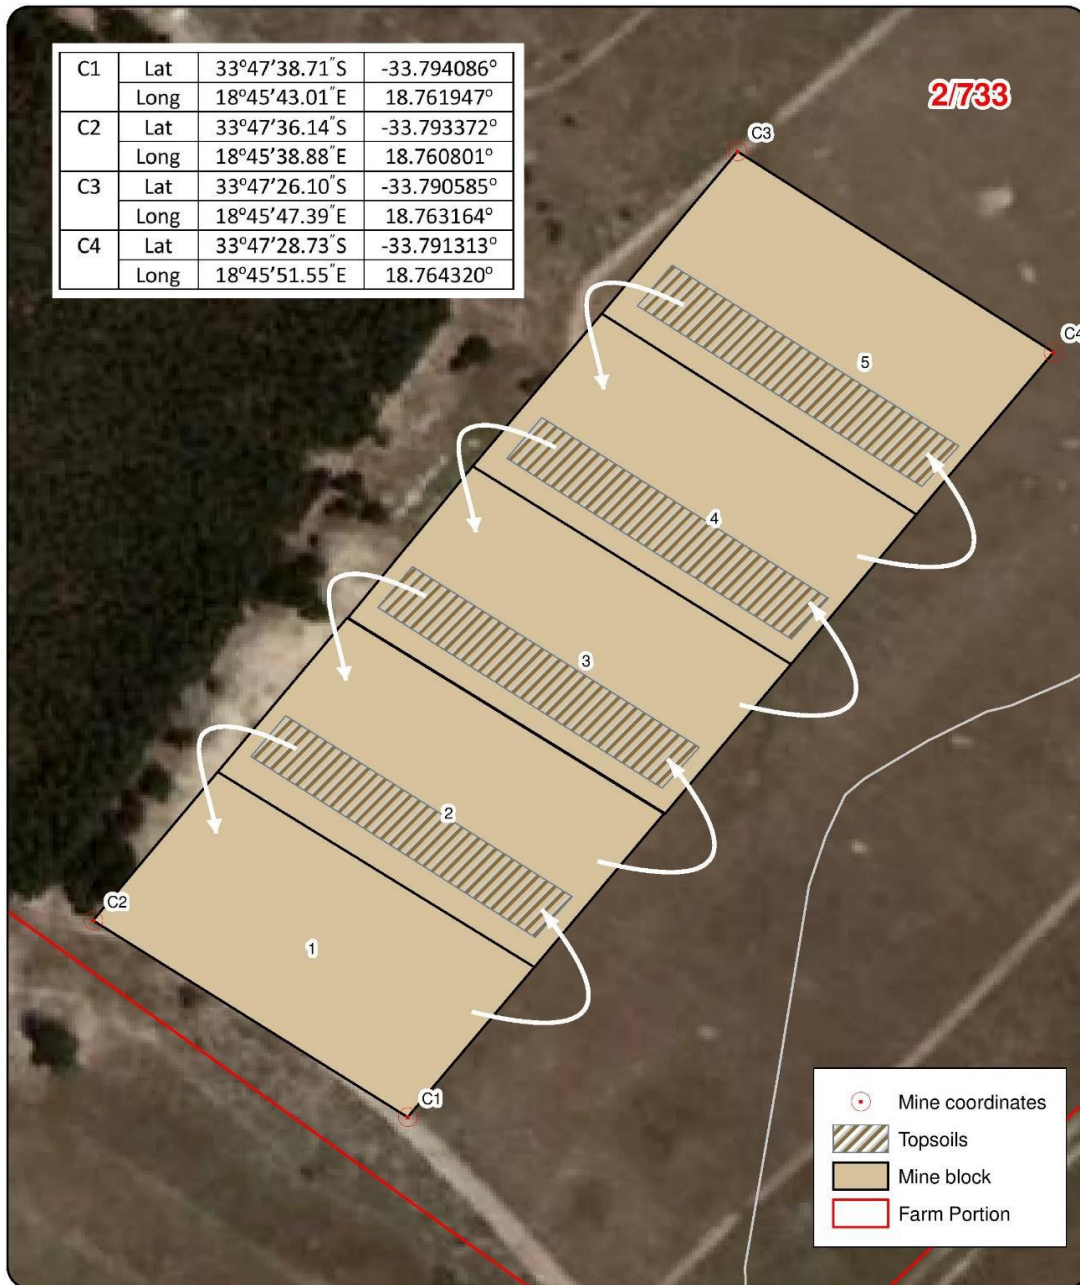 C1 Lat 33°47'38.71"S -33.794086°
Long 18°45'43.01"E 18.761947°
C2 Lat 33°47'36.14"S -33.793372°
Long 18°45'38.88"E 18.760801°
C3 Lat 33°47'26.10"S -33.790585°
Long 18°45'47.39"E 18.763164°
C4 Lat 33°47'28.73"S -33.791313°
Long 18°45'51.55"E 18.764320°
2/733
C3
C4
5
4
3
2
C2
1
C1
Mine coordinates
Topsoils
Mine block
Farm Portion